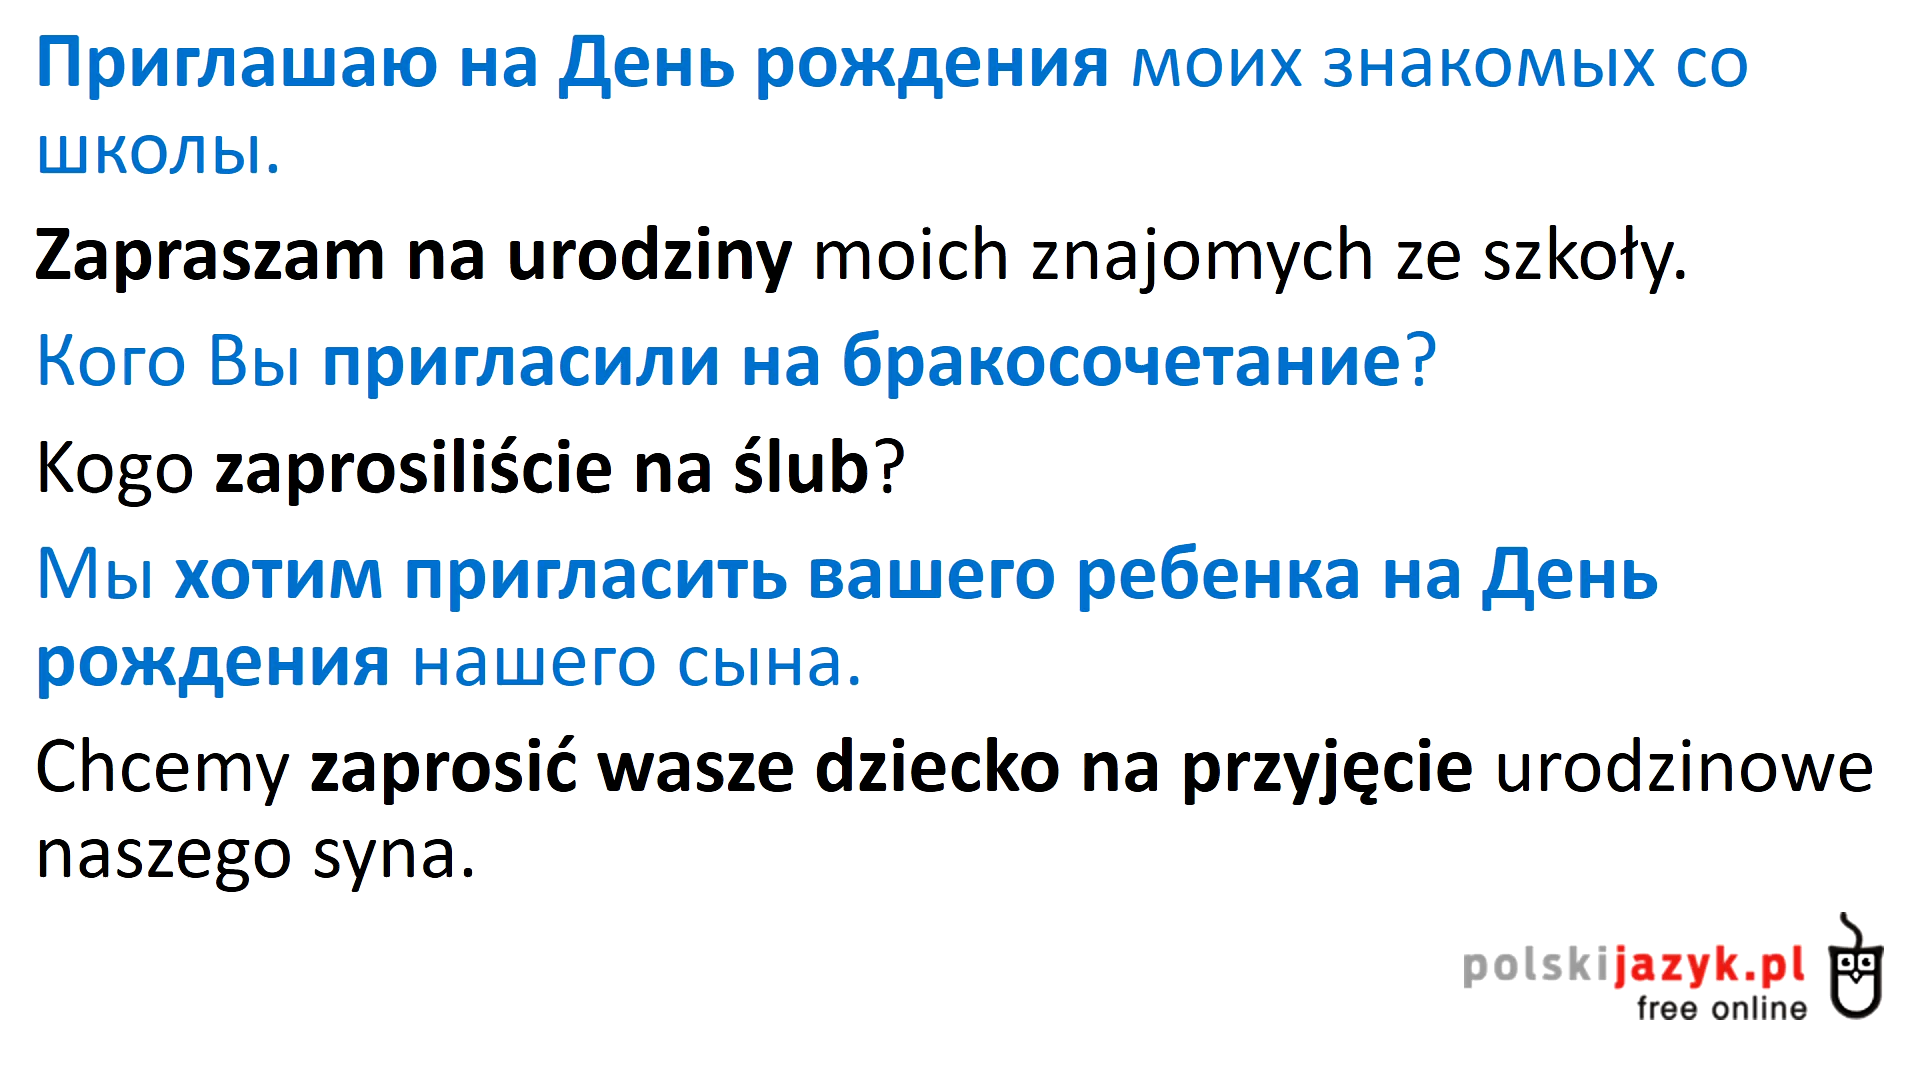 Приглашаю на День рождения моих знакомых со
школы.
Zapraszam na urodziny moich znajomych ze szkoły.
Кого Вы пригласили на бракосочетание?
Kogo zaprosiliście na ślub?
Мы хотим пригласить вашего ребенка на День
рождения нашего сына.
Chcemy zaprosić wasze dziecko na przyjęcie urodzinowe
naszego syna.
polskijazyk.pl
free online